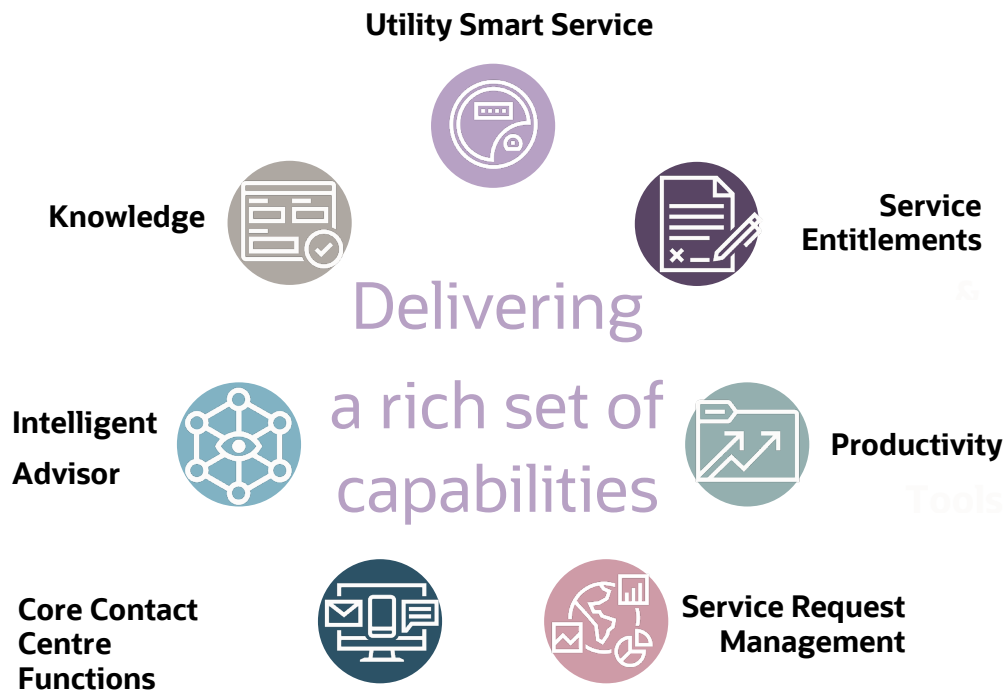 Utility Smart Service
Knowledge
Service
Entitlements
&
Delivering
a rich set of
capabilities
Intelligent
Advisor
Productivity
Tools
Core Contact
Centre
Functions
Service Request
Management